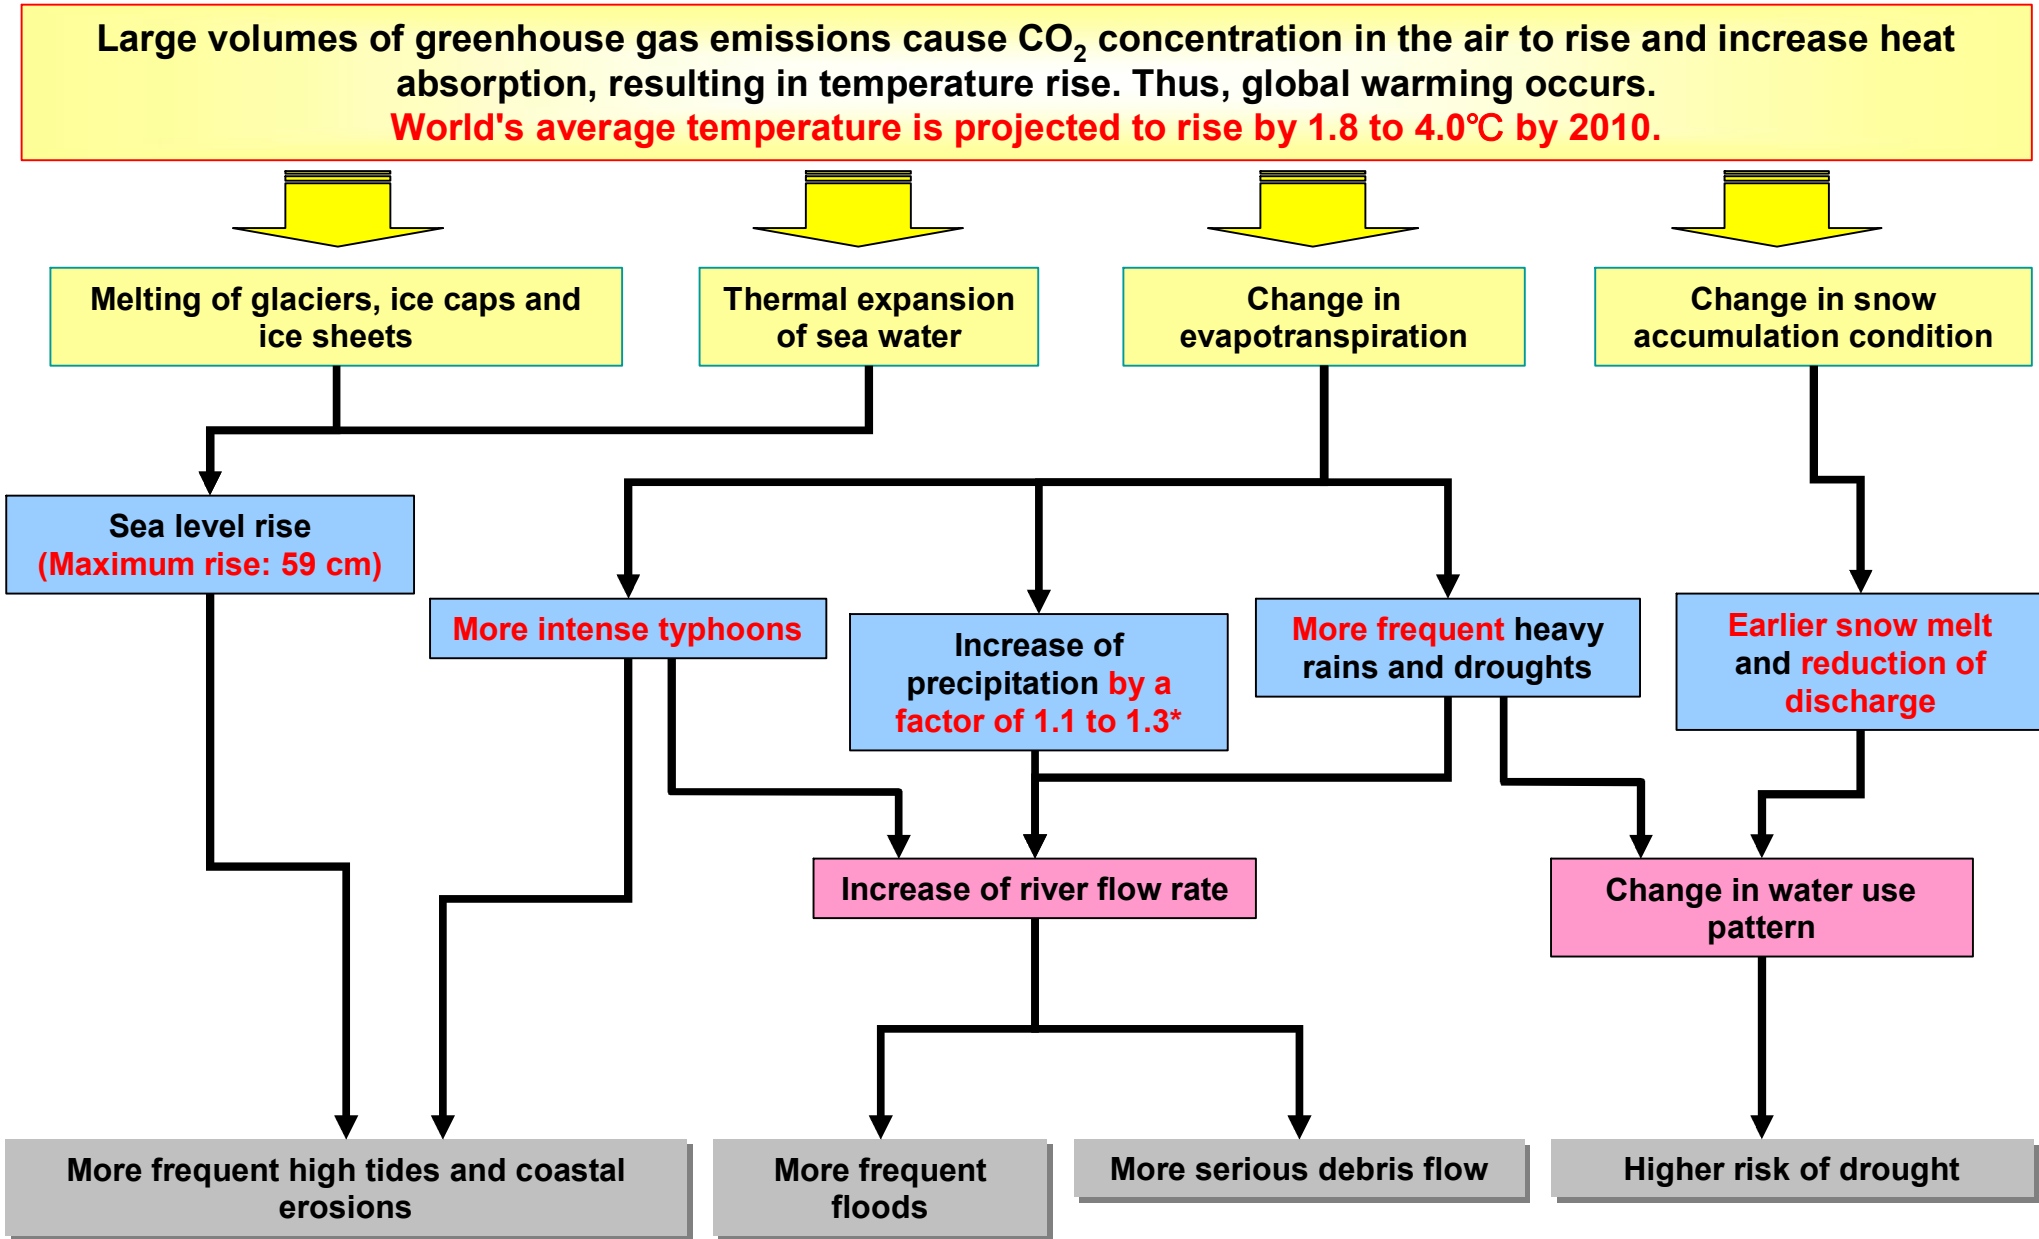 Large volumes of greenhouse gas emissions cause CO₂ concentration in the air to rise and increase heat
absorption, resulting in temperature rise. Thus, global warming occurs.
World's average temperature is projected to rise by 1.8 to 4.0℃ by 2010.
Melting of glaciers, ice caps and
ice sheets
Thermal expansion
of sea water
Change in
evapotranspiration
Change in snow
accumulation condition
Sea level rise
(Maximum rise: 59 cm)
More intense typhoons
Increase of
precipitation by a
factor of 1.1 to 1.3*
More frequent heavy
rains and droughts
Earlier snow melt
and reduction of
discharge
Increase of river flow rate
Change in water use
pattern
More frequent high tides and coastal
erosions
More frequent
floods
More serious debris flow
Higher risk of drought